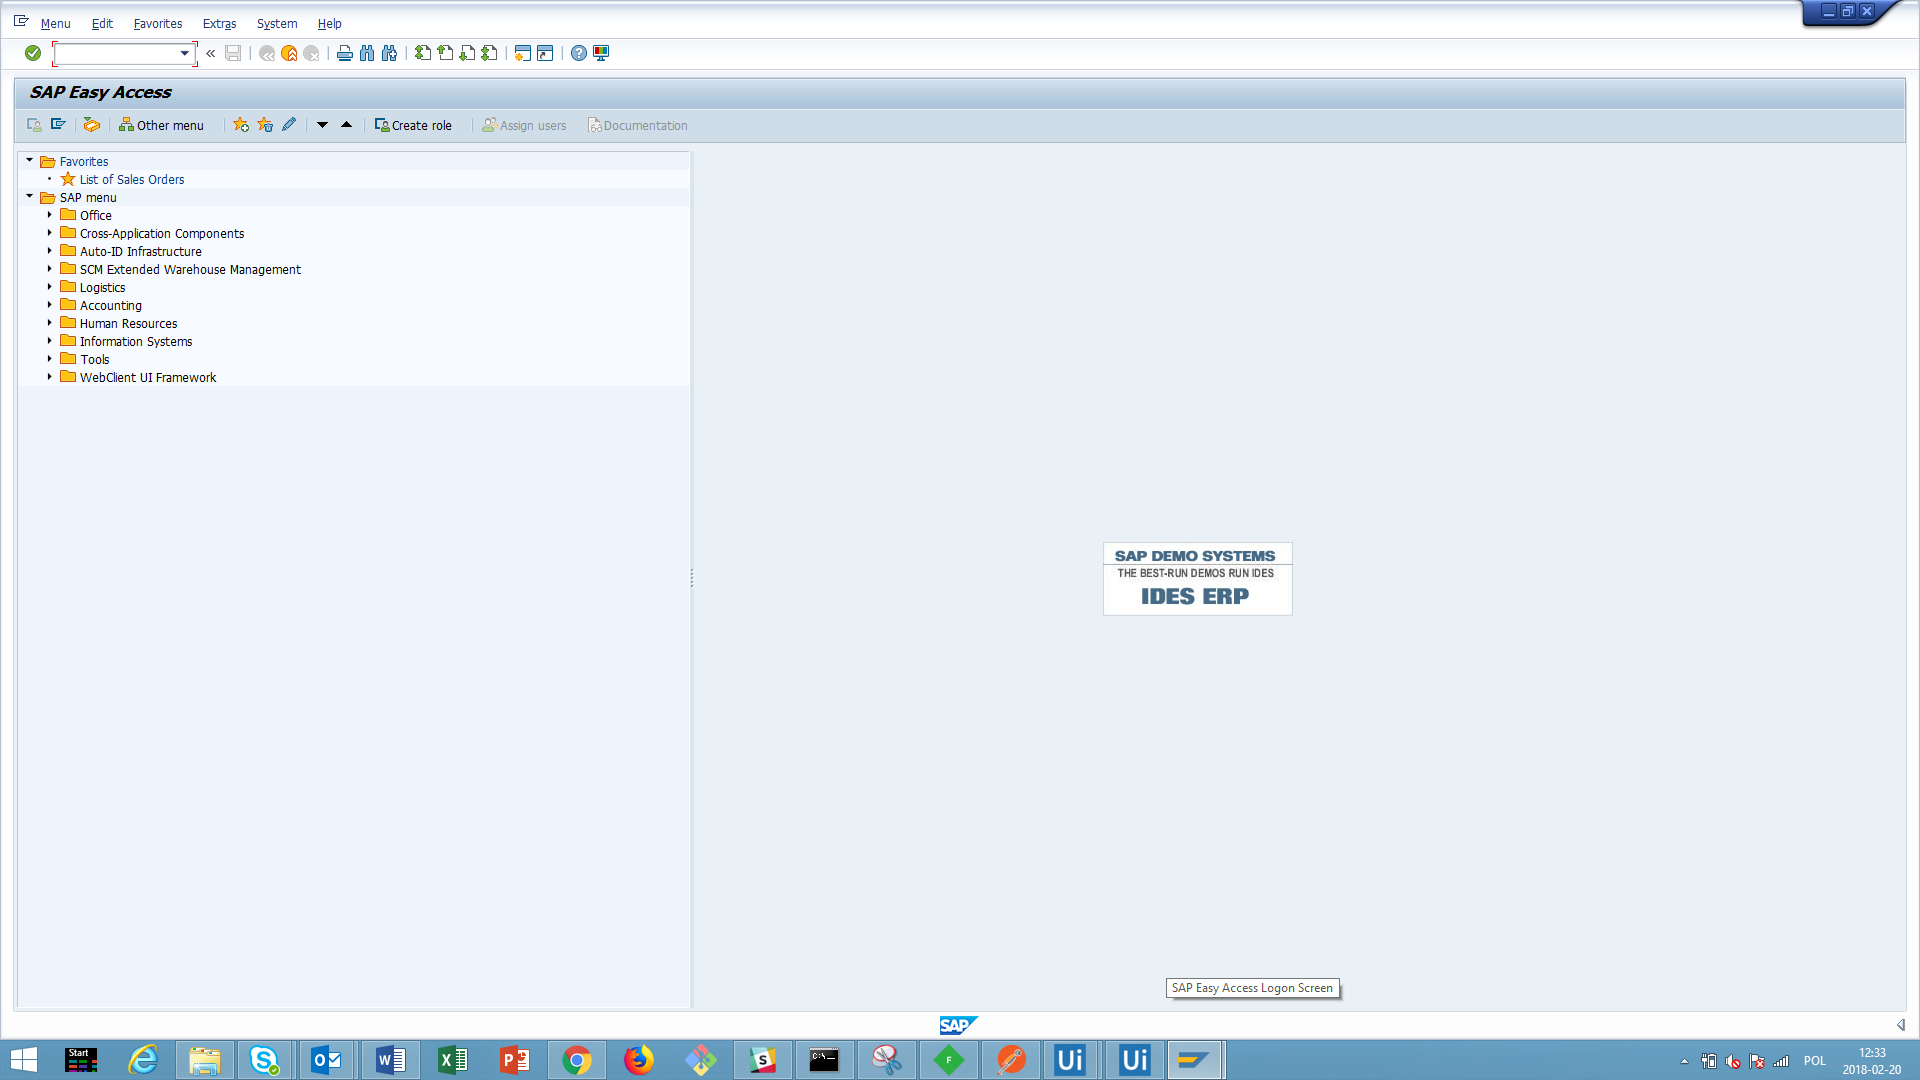 Menu Edit Favorites Extras System Help
SAP Easy Access
Other menu Create role Assign users Documentation
Favorites
List of Sales Orders
SAP menu
Office
Cross-Application Components
Auto-ID Infrastructure
SCM Extended Warehouse Management
Logistics
Accounting
Human Resources
Information Systems
Tools
WebClient UI Framework
SAP DEMO SYSTEMS
THE BEST-RUN DEMOS RUN IDES
IDES ERP
SAP Easy Access Logon Screen
SAP
Start
C:\
F
Ui
Ui
POL
12:33
2018-02-20